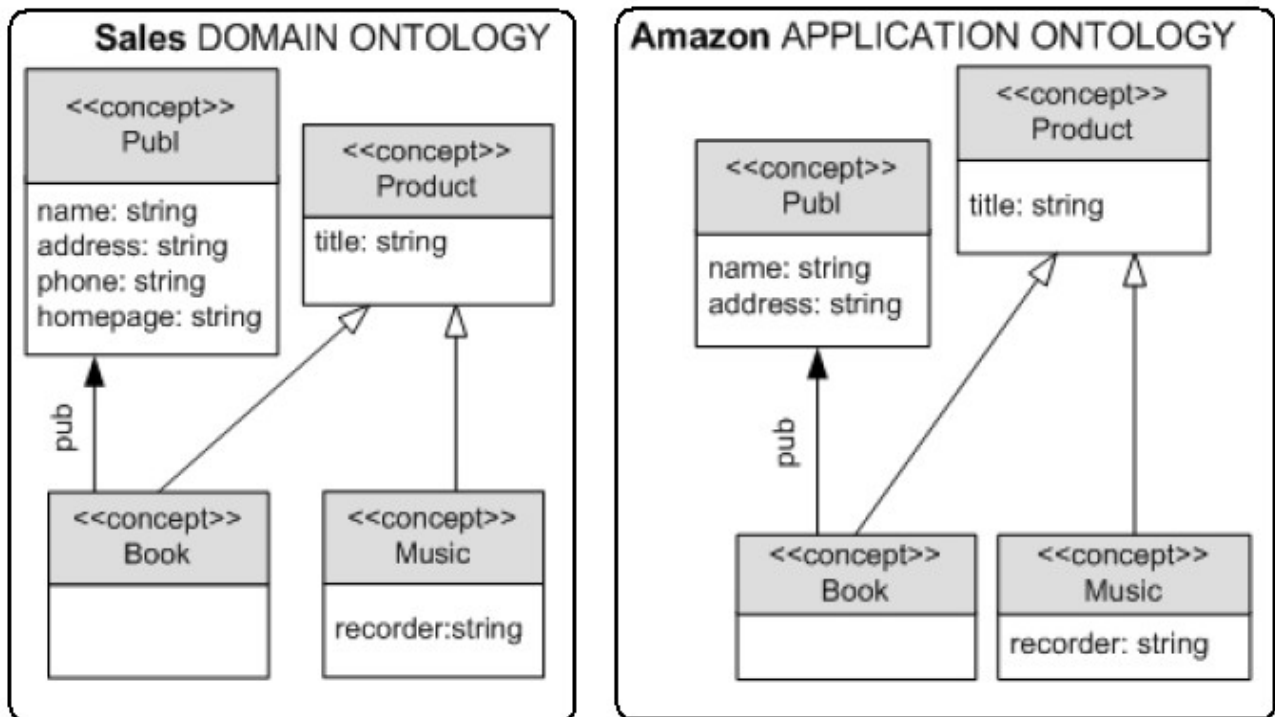 Sales DOMAIN ONTOLOGY
<<concept>>
Publ
name: string
address: string
phone: string
homepage: string
<<concept>>
Product
title: string
pub
<<concept>>
Book
<<concept>>
Music
recorder:string
Amazon APPLICATION ONTOLOGY
<<concept>>
Publ
name: string
address: string
<<concept>>
Product
title: string
pub
<<concept>>
Book
<<concept>>
Music
recorder: string